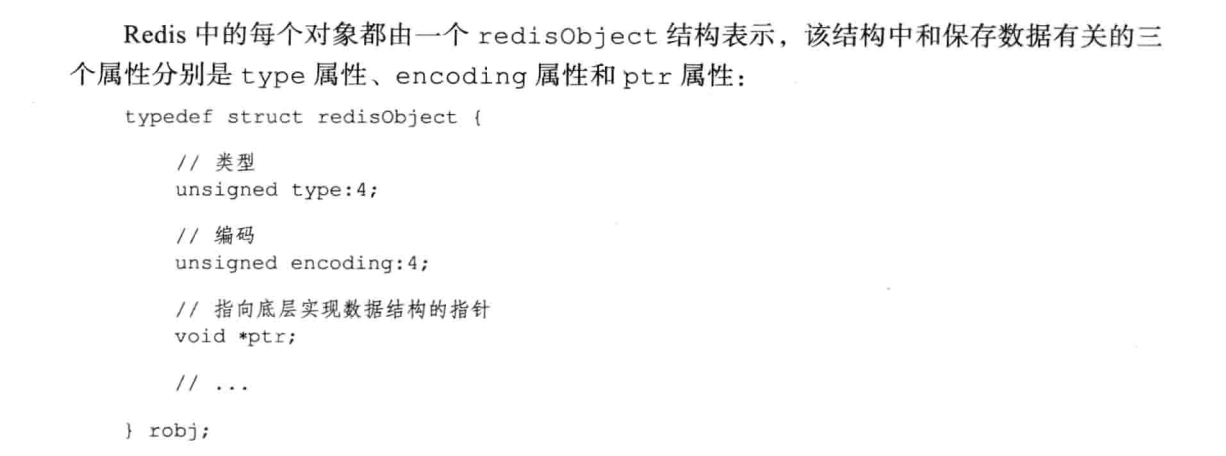 Redis 中的每个对象都由一个 redisObject 结构表示，该结构中和保存数据有关的三
个属性分别是 type 属性、encoding 属性和 ptr 属性：
typedef struct redisObject {
// 类型
unsigned type:4;
// 编码
unsigned encoding:4;
// 指向底层实现数据结构的指针
void *ptr;
// ...
} robj;